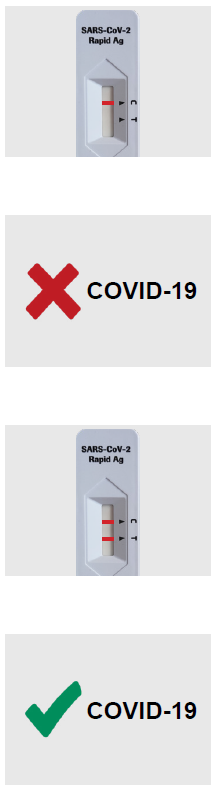 SARS-CoV-2
Rapid Ag
C
T
COVID-19
SARS-CoV-2
Rapid Ag
C
T
COVID-19